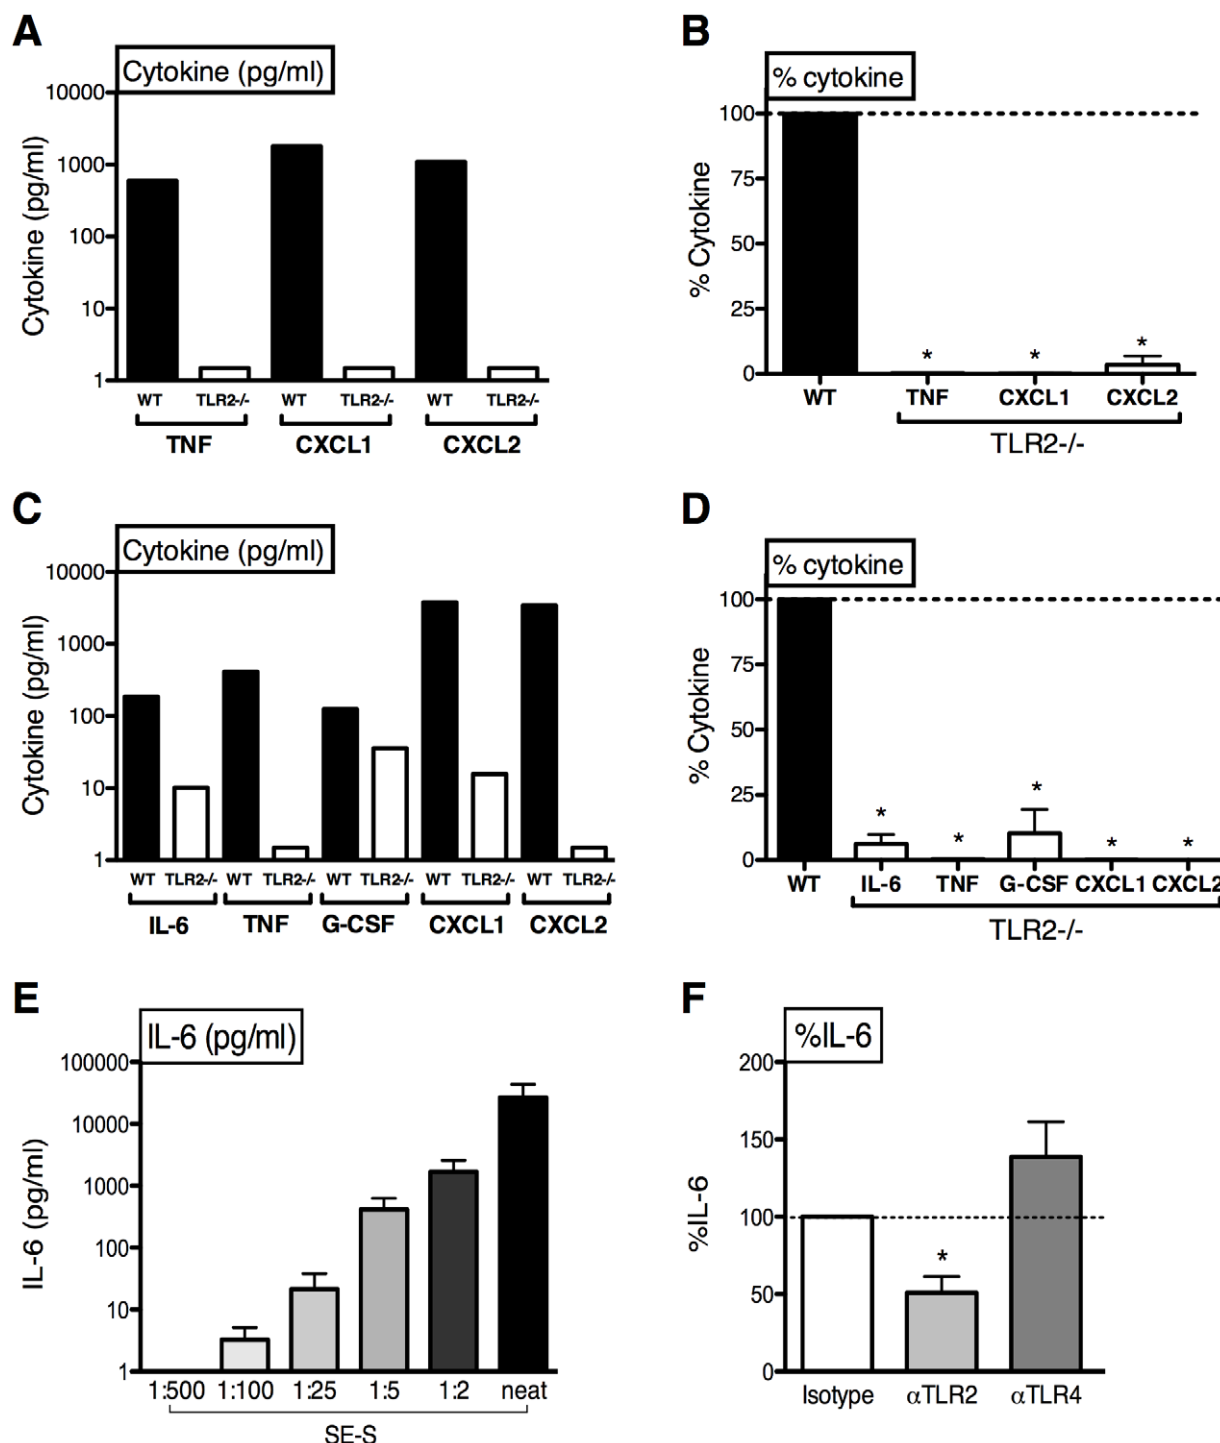 A
Cytokine (pg/ml)
Cytokine (pg/ml)
10000
1000
100
10
1
WT TLR2-/- WT TLR2-/- WT TLR2-/-
TNF CXCL1 CXCL2
B
% cytokine
% Cytokine
100
75
50
25
0
* * *
WT TNF CXCL1 CXCL2
TLR2-/-
C
Cytokine (pg/ml)
Cytokine (pg/ml)
10000
1000
100
10
1
WT TLR2-/- WT TLR2-/- WT TLR2-/- WT TLR2-/- WT TLR2-/-
IL-6 TNF G-CSF CXCL1 CXCL2
D
% cytokine
% Cytokine
100
75
50
25
0
* * * * *
WT IL-6 TNF G-CSF CXCL1 CXCL2
TLR2-/-
E
IL-6 (pg/ml)
IL-6 (pg/ml)
100000
10000
1000
100
10
1
1:500 1:100 1:25 1:5 1:2 neat
SE-S
F
%IL-6
%IL-6
200
150
100
50
0
*
Isotype αTLR2 αTLR4